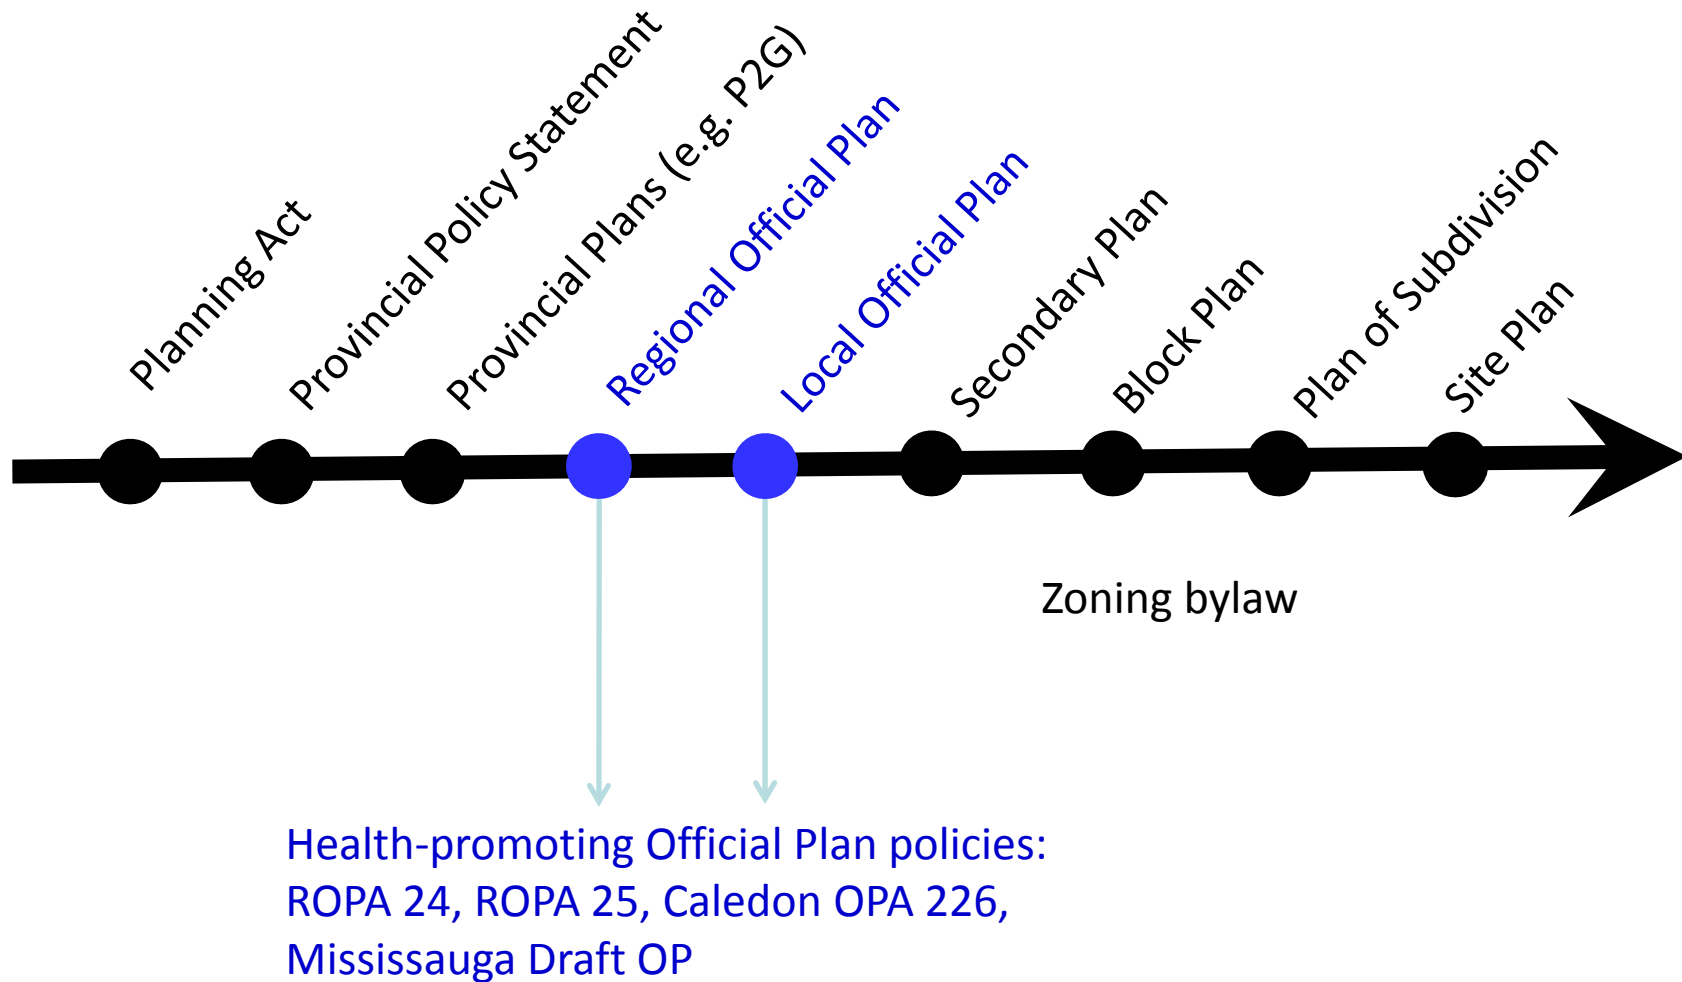 Planning Act
Provincial Policy Statement
Provincial Plans (e.g. P2G)
Regional Official Plan
Local Official Plan
Secondary Plan
Block Plan
Plan of Subdivision
Site Plan
Zoning bylaw
Health-promoting Official Plan policies:
ROPA 24, ROPA 25, Caledon OPA 226,
Mississauga Draft OP